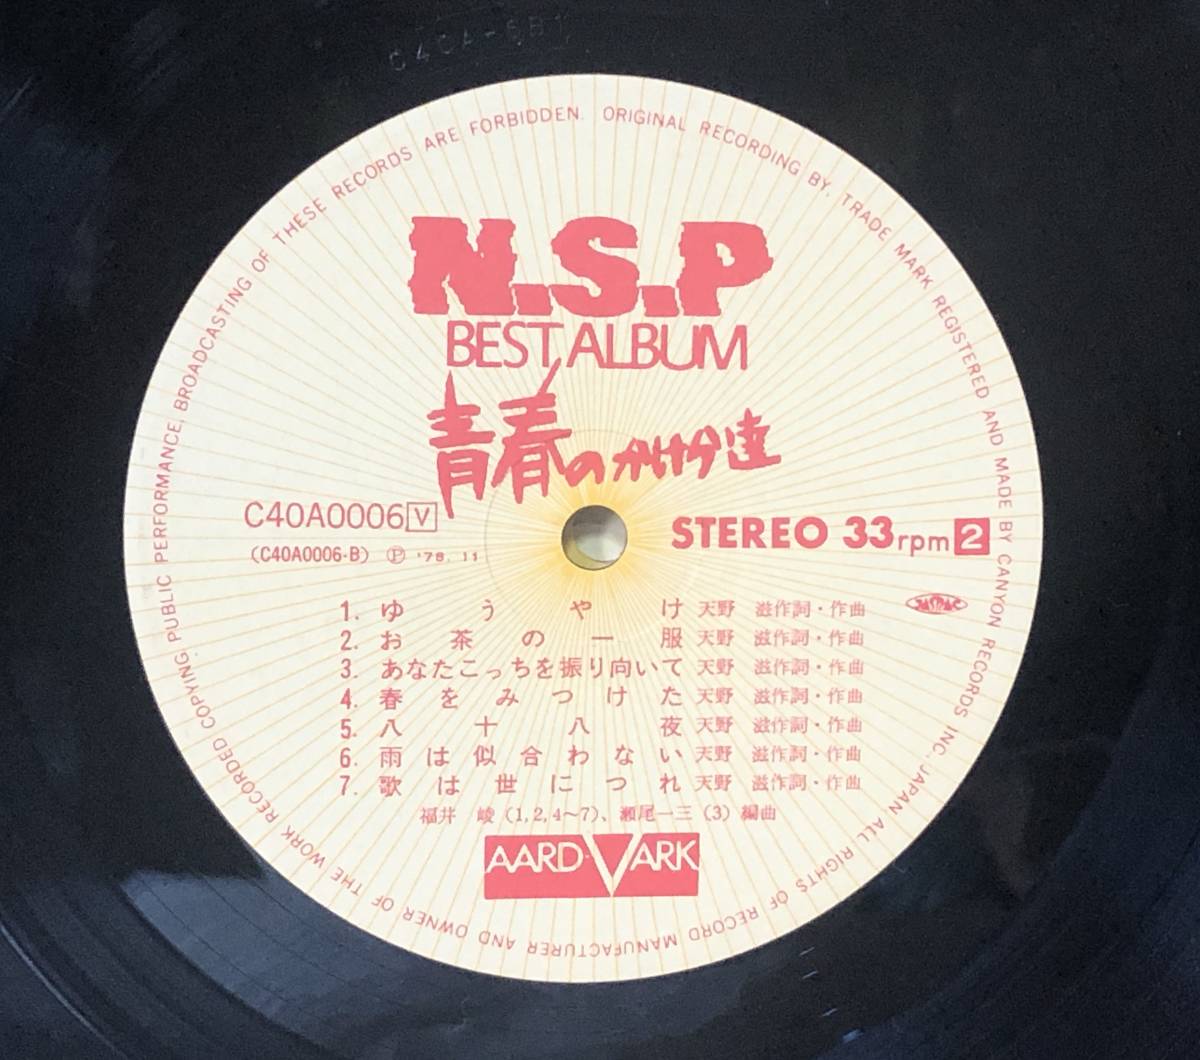 C40A-6B1
ORIGINAL RECORDING BY. TRADE MARK REGISTERED AND MADE BY CANYON RECORDS INC. JAPAN ALL RIGHTS OF RECORD MANUFACTURER AND OWNER OF THE WORK RECORDED COPYING, PUBLIC PERFORMANCE, BROADCASTING OF THESE RECORDS ARE FORBIDDEN.
N.S.P
BEST ALBUM
青春のかけら達
C40A0006 V
(C40A0006-B) Ⓟ '78. 11
STEREO 33rpm 2
1. ゆうやけ 天野 滋作詞・作曲
2. お茶の一服 天野 滋作詞・作曲
3. あなたこっちを振り向いて 天野 滋作詞・作曲
4. 春をみつけた 天野 滋作詞・作曲
5. 八十八夜 天野 滋作詞・作曲
6. 雨は似合わない 天野 滋作詞・作曲
7. 歌は世につれ 天野 滋作詞・作曲
福井 峻(1,2,4~7)、瀬尾一三(3)編曲
AARD-VARK